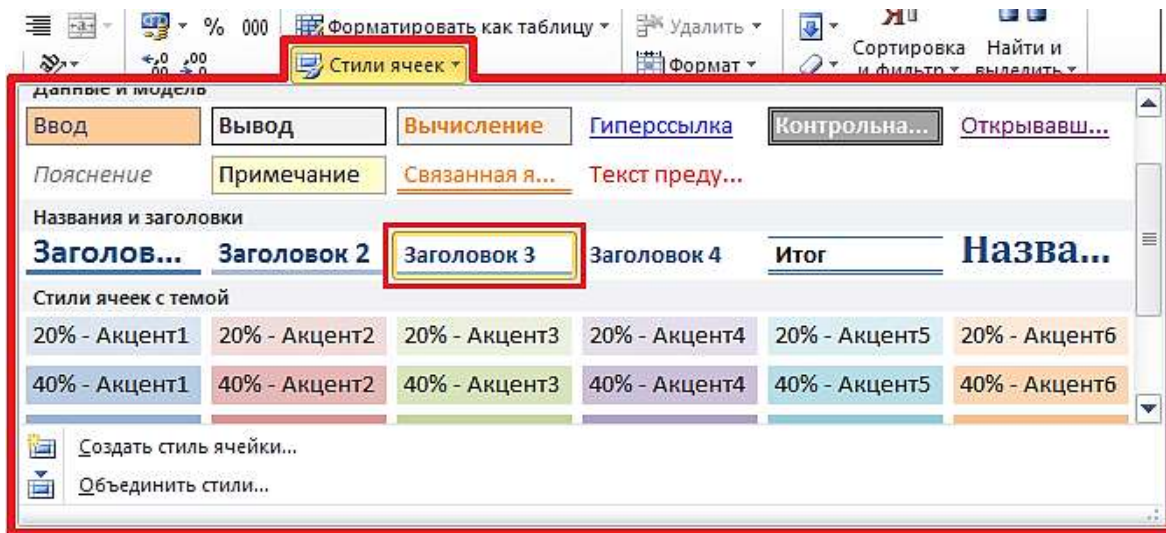 % 000 Форматировать как таблицу Удалить
Стили ячеек Формат Сортировка и фильтр Найти и выделить
Данные и модель
Ввод Вывод Вычисление Гиперссылка Контрольна... Открывавш...
Пояснение Примечание Связанная я... Текст преду...
Названия и заголовки
Заголов... Заголовок 2 Заголовок 3 Заголовок 4 Итог Назва...
Стили ячеек с темой
20% - Акцент1 20% - Акцент2 20% - Акцент3 20% - Акцент4 20% - Акцент5 20% - Акцент6
40% - Акцент1 40% - Акцент2 40% - Акцент3 40% - Акцент4 40% - Акцент5 40% - Акцент6
Создать стиль ячейки...
Объединить стили...